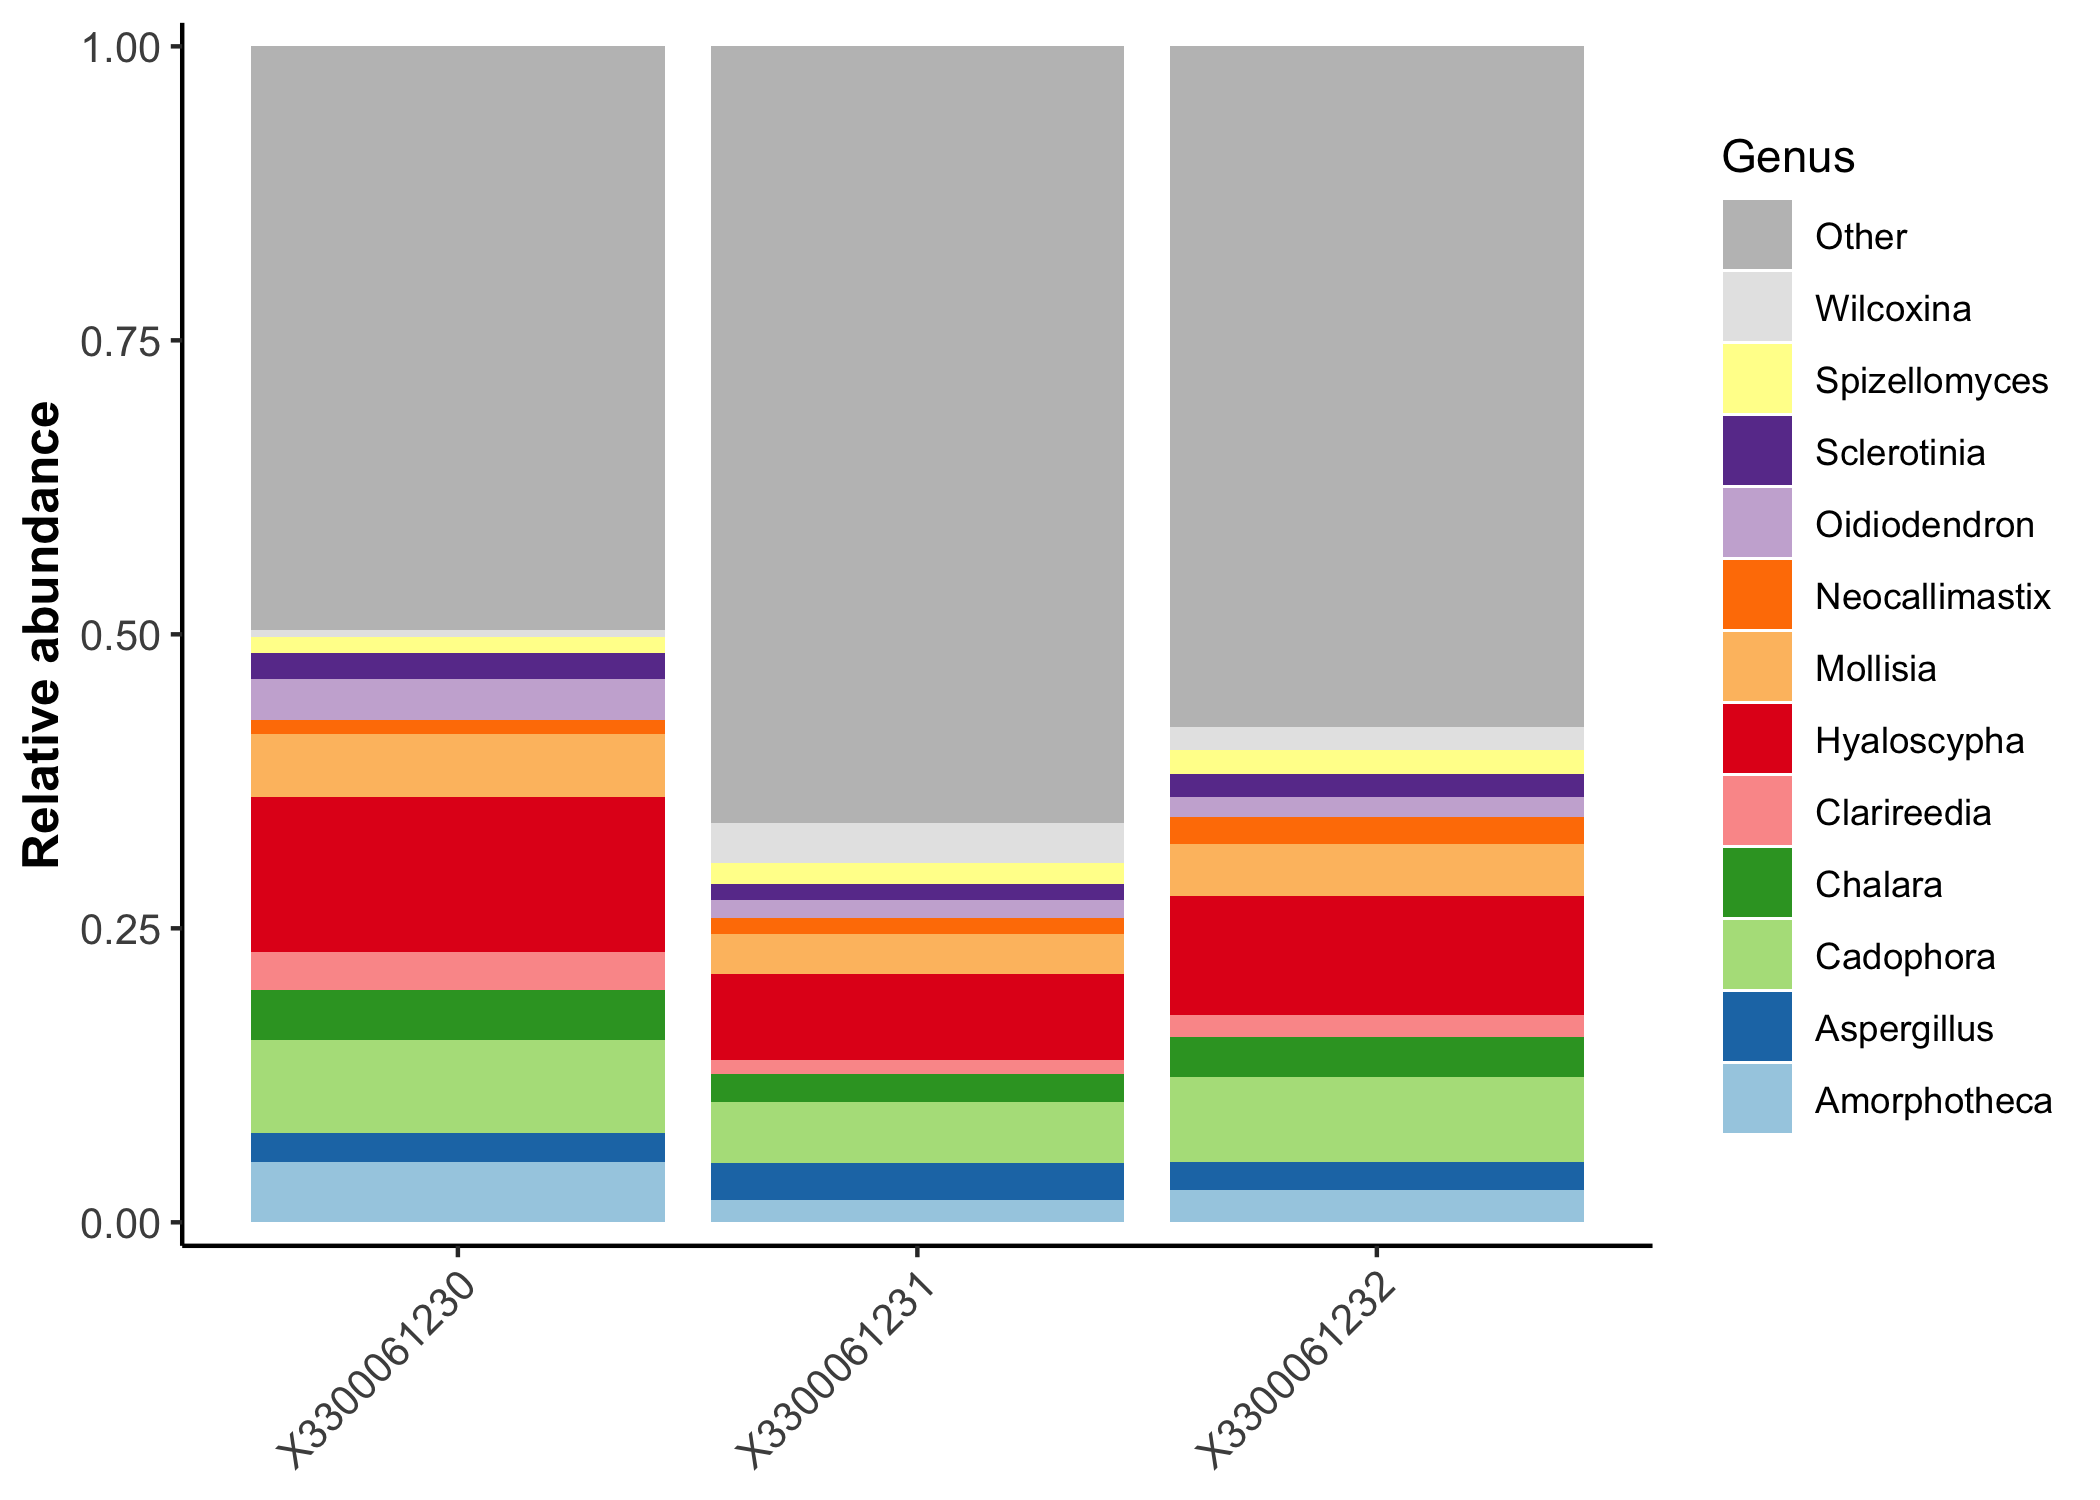 Relative abundance
1.00
0.75
0.50
0.25
0.00
X3300061230
X3300061231
X3300061232
Genus
Other
Wilcoxina
Spizellomyces
Sclerotinia
Oidiodendron
Neocallimastix
Mollisia
Hyaloscypha
Clarireedia
Chalara
Cadophora
Aspergillus
Amorphotheca